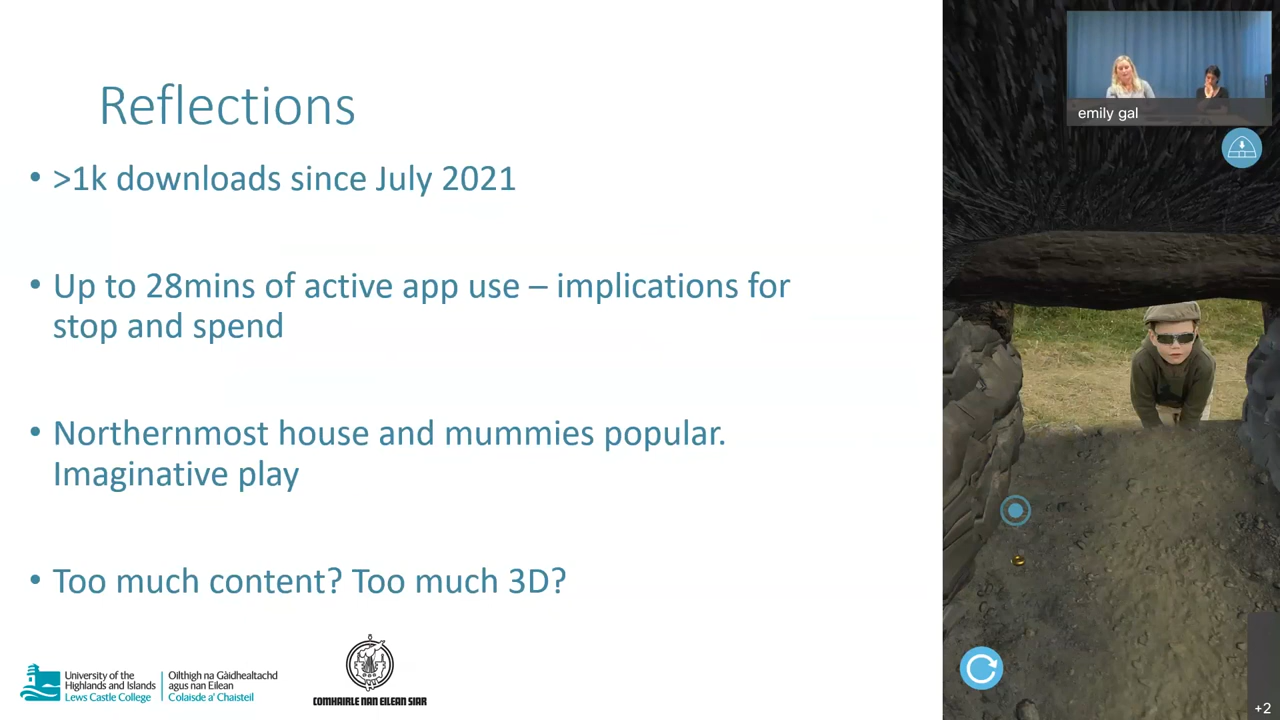 Reflections
• >1k downloads since July 2021
• Up to 28mins of active app use – implications for
stop and spend
• Northernmost house and mummies popular.
Imaginative play
• Too much content? Too much 3D?
University of the
Highlands and Islands
Lews Castle College
Oilthigh na Gàidhealtachd
agus nan Eilean
Colaisde a' Chaisteil
COMHAIRLE NAN EILEAN SIAR
emily gal
+2